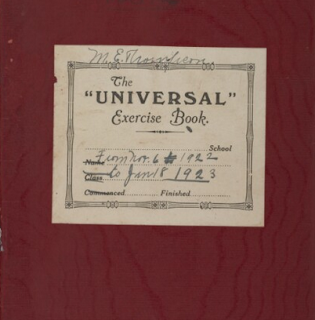 M. E.
The
"UNIVERSAL"
Exercise Book.
School
Name From Nov. 6 1922
Class to Jan 18 1923
Commenced Finished